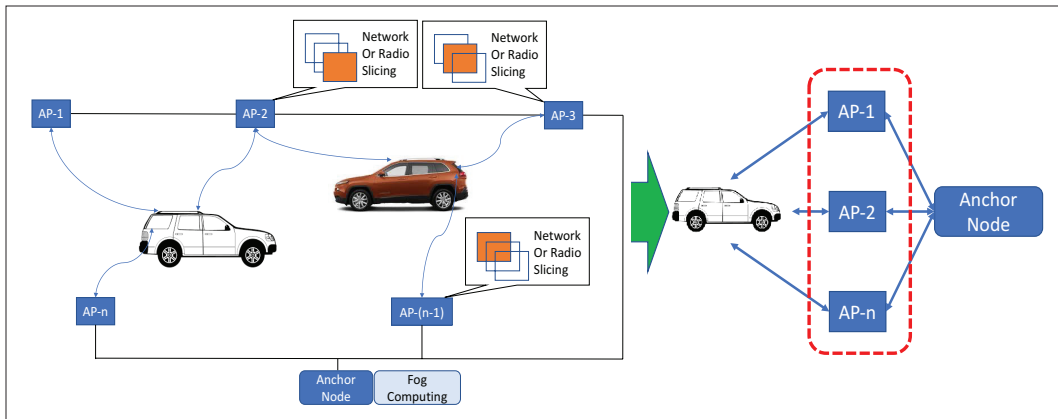 Network
Or Radio
Slicing
Network
Or Radio
Slicing
AP-1
AP-2
AP-3
Network
Or Radio
Slicing
AP-n
AP-(n-1)
Anchor
Node
Fog
Computing
AP-1
AP-2
AP-n
Anchor
Node